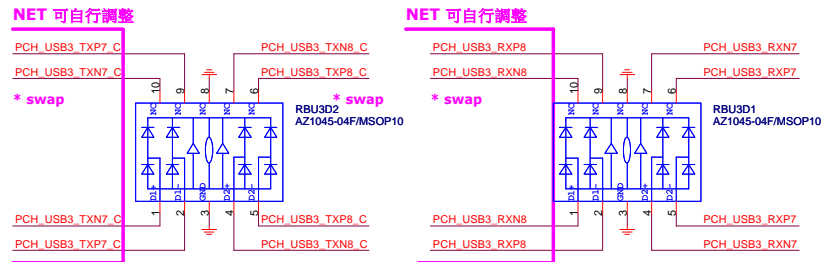 NET 可自行調整
NET 可自行調整
PCH_USB3_TXP7_C
PCH_USB3_TXN8_C
PCH_USB3_RXP8
PCH_USB3_RXN7
PCH_USB3_TXN7_C
PCH_USB3_TXP8_C
PCH_USB3_RXN8
PCH_USB3_RXP7
* swap
* swap
* swap
10 9 8 7 6
10 9 8 7 6
NC NC NC NC
NC NC NC NC
RBU3D2
AZ1045-04F/MSOP10
RBU3D1
AZ1045-04F/MSOP10
D1+ D1- GND D2+ D2-
D1+ D1- GND D2+ D2-
1 2 3 4 5
1 2 3 4 5
PCH_USB3_TXN7_C
PCH_USB3_TXP8_C
PCH_USB3_RXN8
PCH_USB3_RXP7
PCH_USB3_TXP7_C
PCH_USB3_TXN8_C
PCH_USB3_RXP8
PCH_USB3_RXN7